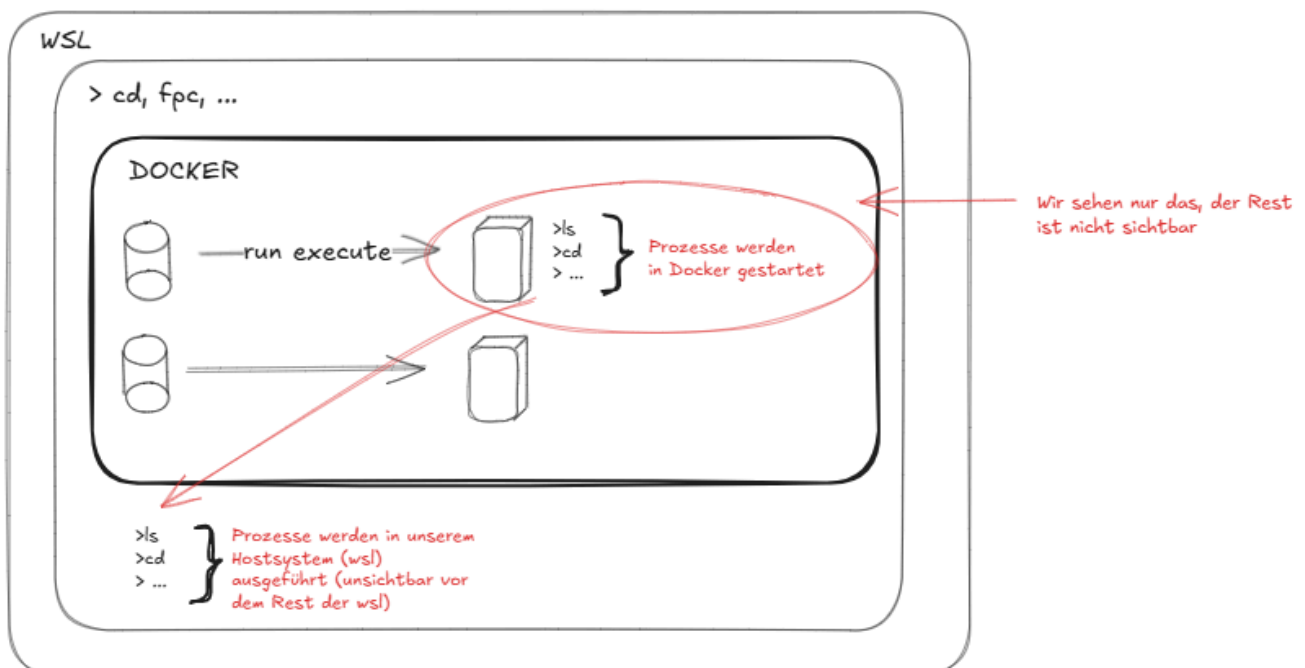 WSL
> cd, fpc, ...
DOCKER
run execute
>ls
>cd
> ...
Prozesse werden
in Docker gestartet
Wir sehen nur das, der Rest
ist nicht sichtbar
>ls
>cd
> ...
Prozesse werden in unserem
Hostsystem (wsl)
ausgeführt (unsichtbar vor
dem Rest der wsl)